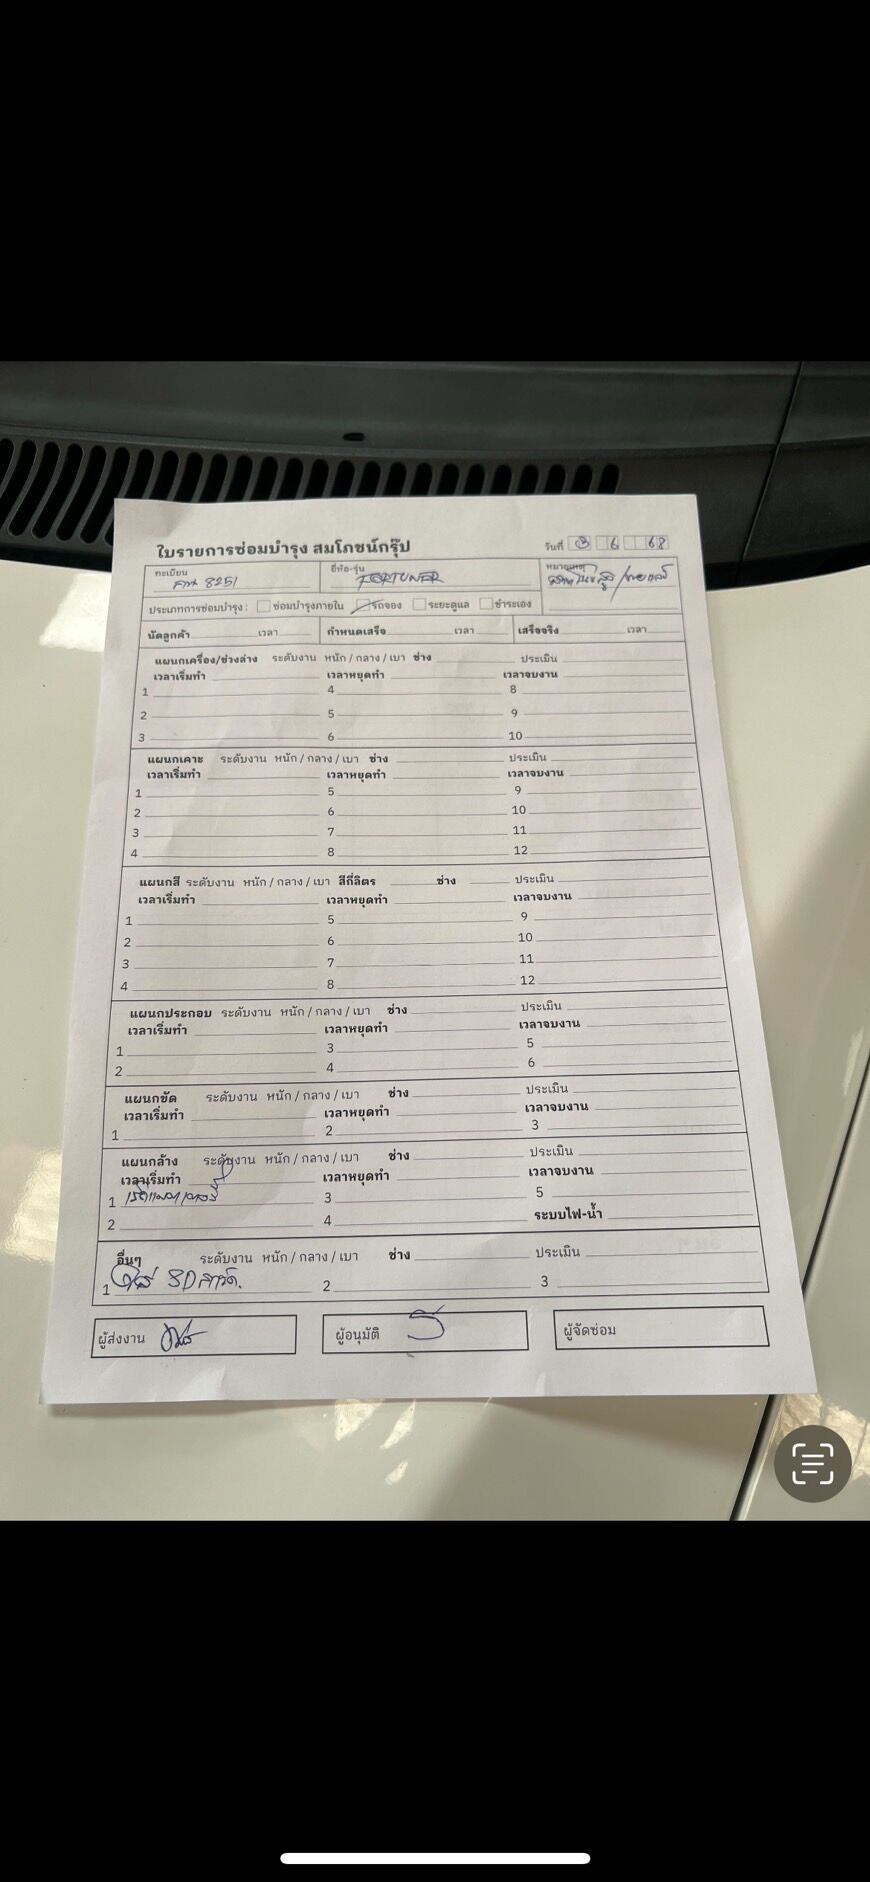 ใบรายการซ่อมบำรุง สมโภชน์กรุ๊ป
วันที่ 6 68
ทะเบียน 8251 ยี่ห้อ-รุ่น FORTUNER หมายเหตุ
ประเภทการซ่อมบำรุง : ซ่อมบำรุงภายใน รถจอง ระยะดูแล ชำระเอง
นัดลูกค้า เวลา กำหนดเสร็จ เวลา เสร็จจริง เวลา
แผนกเครื่อง/ช่วงล่าง ระดับงาน หนัก / กลาง / เบา ช่าง ประเมิน
เวลาเริ่มทำ เวลาหยุดทำ เวลาจบงาน
1 4 8
2 5 9
3 6 10
แผนกเคาะ ระดับงาน หนัก / กลาง / เบา ช่าง ประเมิน
เวลาเริ่มทำ เวลาหยุดทำ เวลาจบงาน
1 5 9
2 6 10
3 7 11
4 8 12
แผนกสี ระดับงาน หนัก / กลาง / เบา สีกี่ลิตร ช่าง ประเมิน
เวลาเริ่มทำ เวลาหยุดทำ เวลาจบงาน
1 5 9
2 6 10
3 7 11
4 8 12
แผนกประกอบ ระดับงาน หนัก / กลาง / เบา ช่าง ประเมิน
เวลาเริ่มทำ เวลาหยุดทำ เวลาจบงาน
1 3 5
2 4 6
แผนกขัด ระดับงาน หนัก / กลาง / เบา ช่าง ประเมิน
เวลาเริ่มทำ เวลาหยุดทำ เวลาจบงาน
1 2 3
แผนกล้าง ระดับงาน หนัก / กลาง / เบา ช่าง ประเมิน
เวลาเริ่มทำ เวลาหยุดทำ เวลาจบงาน
1 3 5
2 4 ระบบไฟ-น้ำ
อื่นๆ ระดับงาน หนัก / กลาง / เบา ช่าง ประเมิน
1 SD การ์ด. 2 3
ผู้ส่งงาน ผู้อนุมัติ ผู้จัดซ่อม